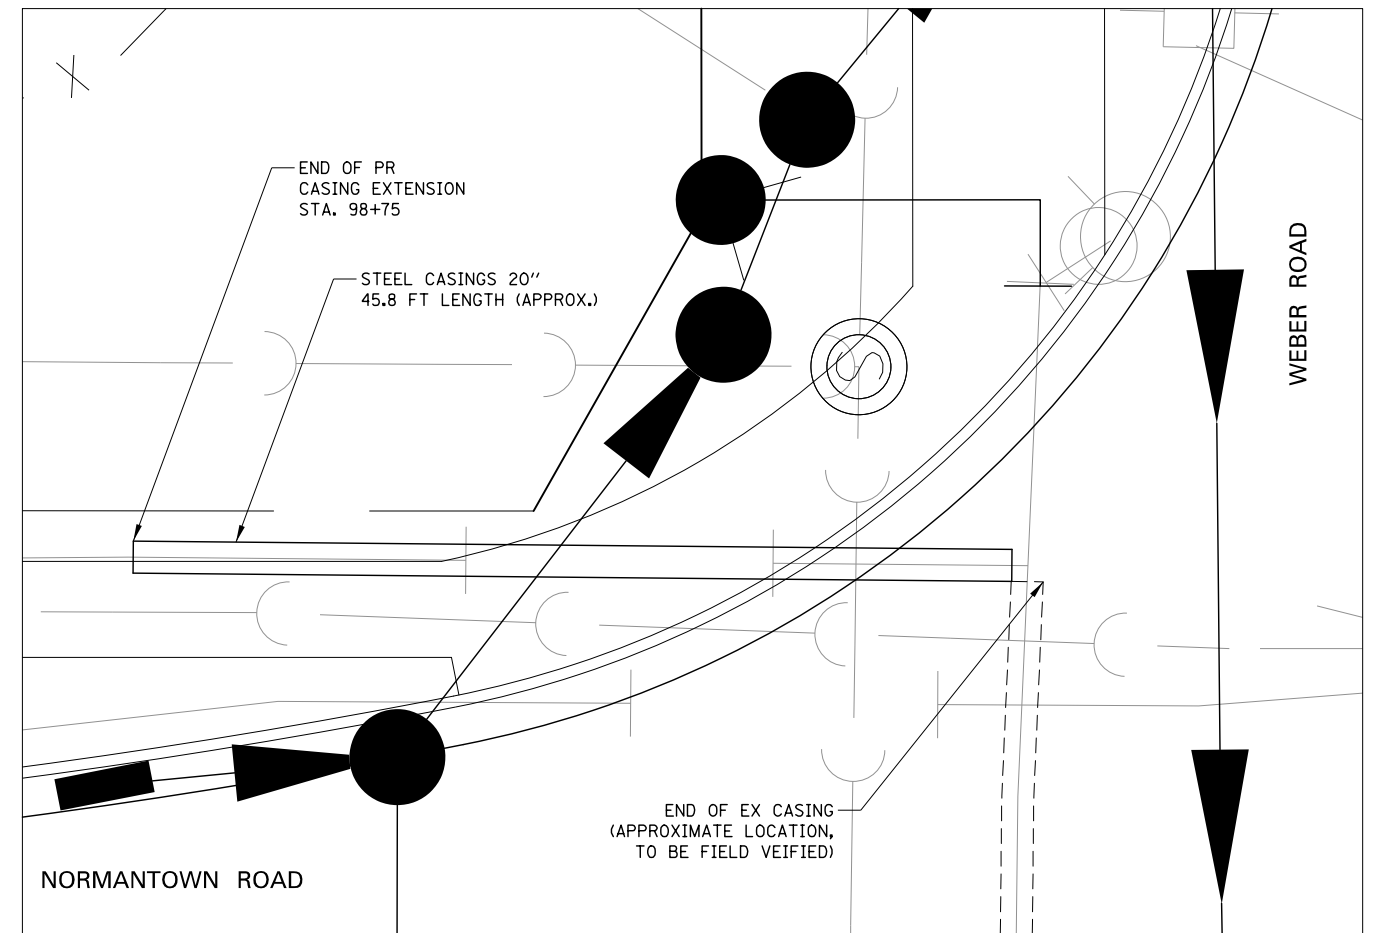 END OF PR
CASING EXTENSION
STA. 98+75
STEEL CASINGS 20"
45.8 FT LENGTH (APPROX.)
WEBER ROAD
END OF EX CASING
(APPROXIMATE LOCATION,
TO BE FIELD VEIFIED)
NORMANTOWN ROAD